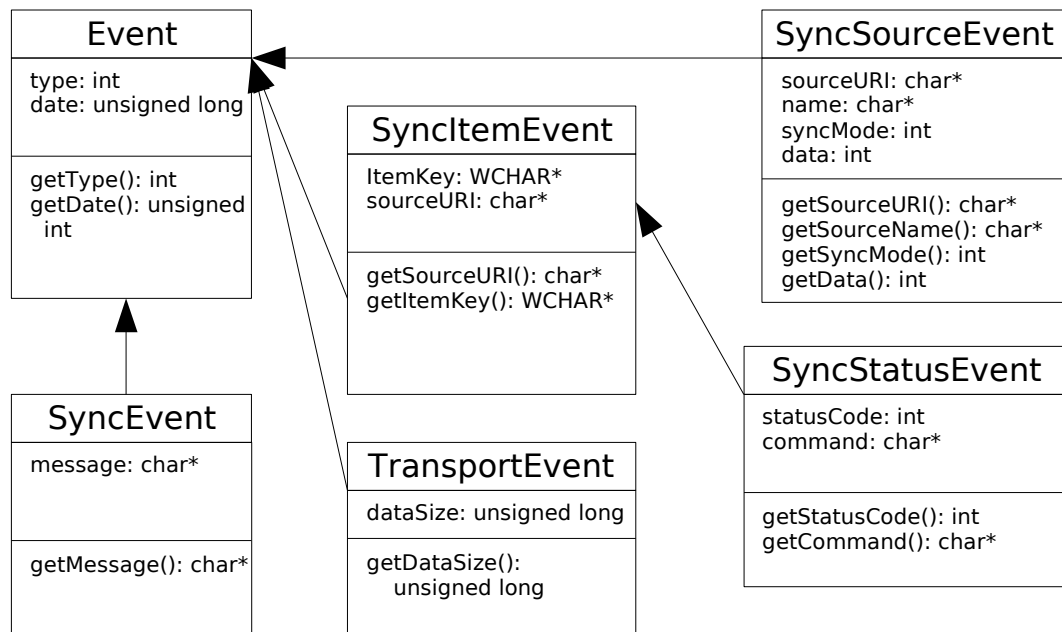 Event
type: int
date: unsigned long
getType(): int
getDate(): unsigned
int
SyncItemEvent
ItemKey: WCHAR*
sourceURI: char*
getSourceURI(): char*
getItemKey(): WCHAR*
SyncSourceEvent
sourceURI: char*
name: char*
syncMode: int
data: int
getSourceURI(): char*
getSourceName(): char*
getSyncMode(): int
getData(): int
SyncEvent
message: char*
getMessage(): char*
TransportEvent
dataSize: unsigned long
getDataSize():
unsigned long
SyncStatusEvent
statusCode: int
command: char*
getStatusCode(): int
getCommand(): char*